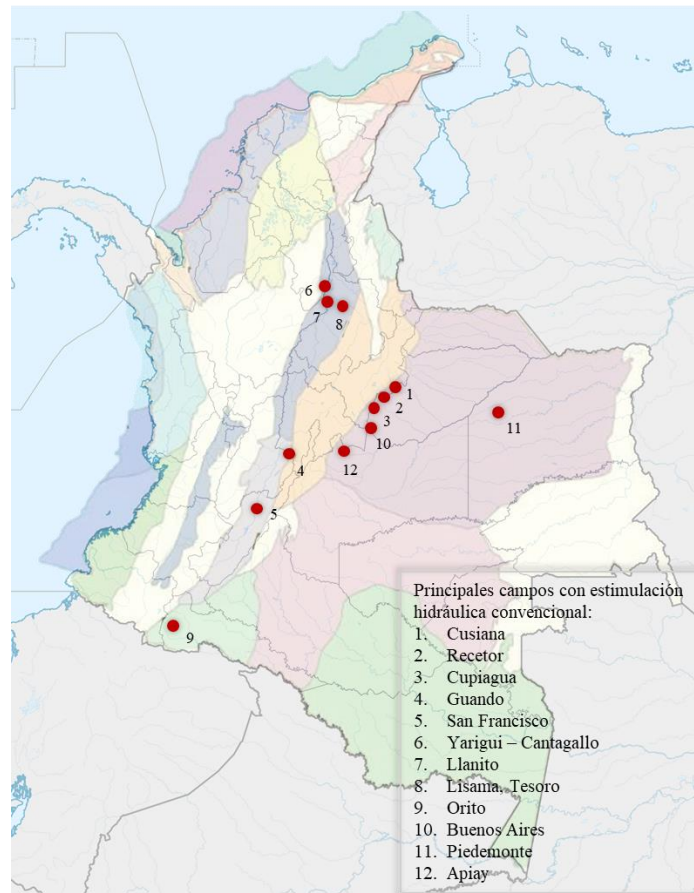 6
7
8
1
2
3
10
11
12
4
5
9
Principales campos con estimulación
hidráulica convencional:
1. Cusiana
2. Recetor
3. Cupiagua
4. Guando
5. San Francisco
6. Yarigui – Cantagallo
7. Llanito
8. Lisama, Tesoro
9. Orito
10. Buenos Aires
11. Piedemonte
12. Apiay